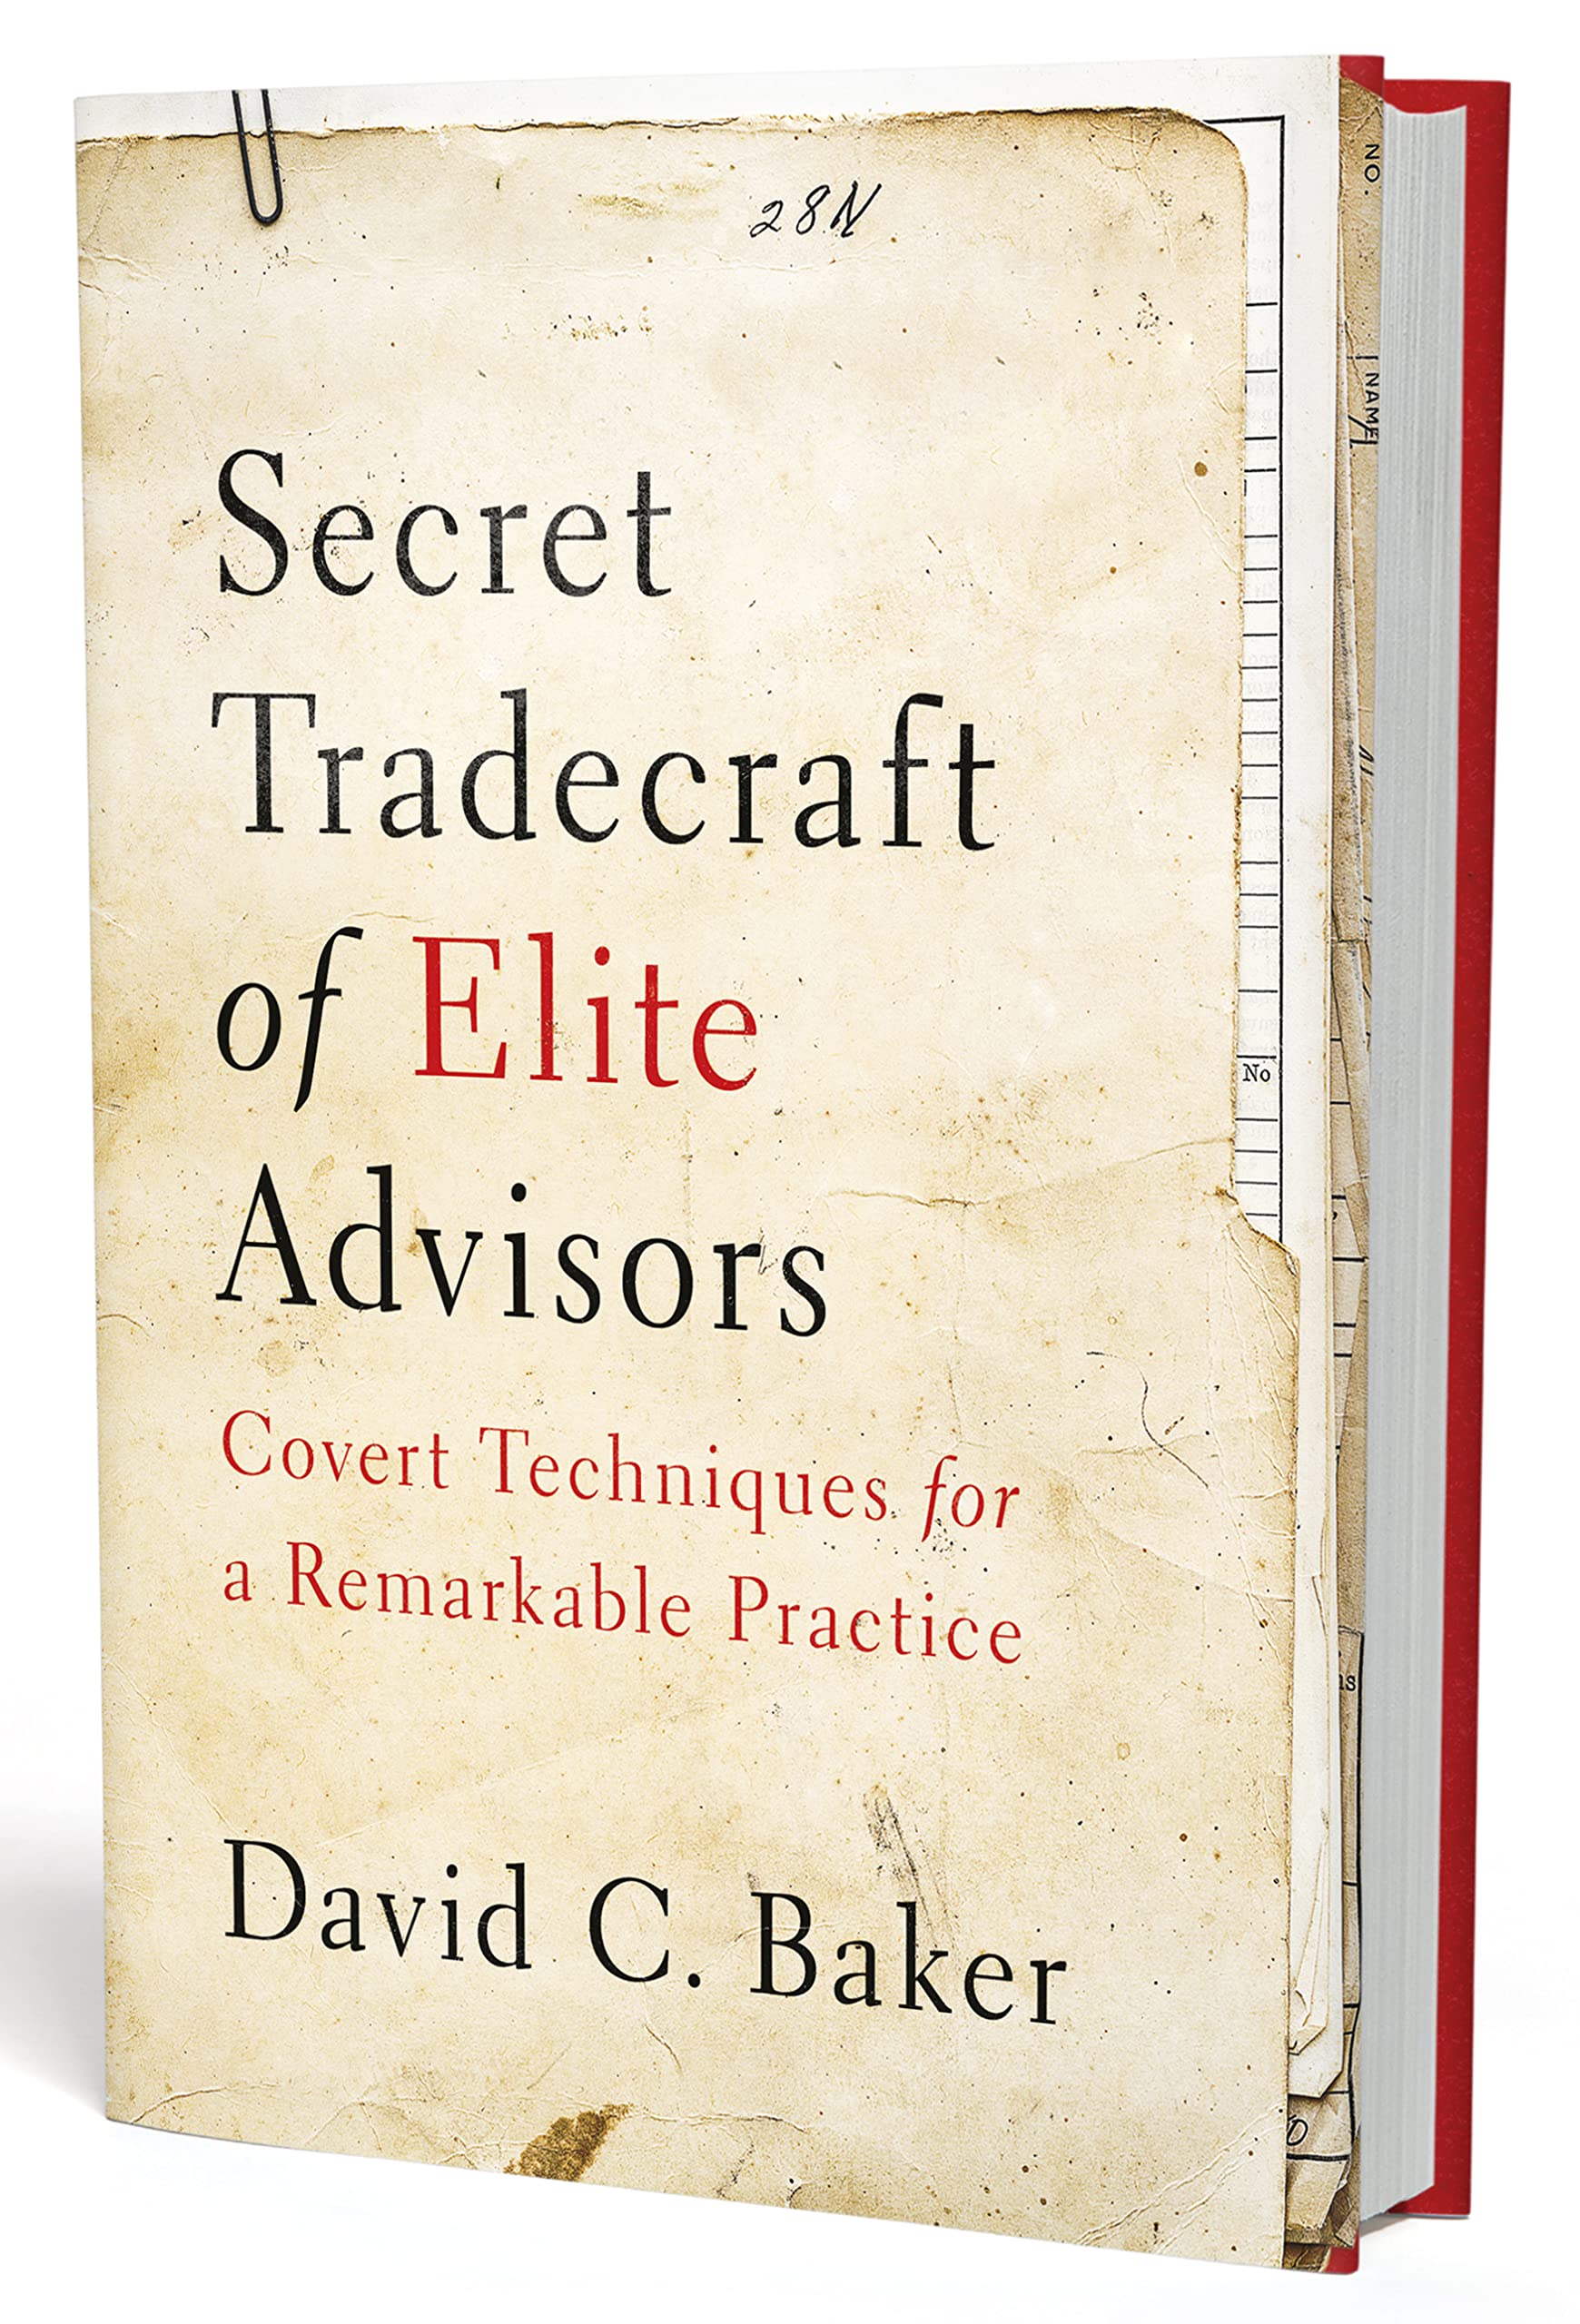 28N
Secret
Tradecraft
of Elite
Advisors
Covert Techniques for
a Remarkable Practice
David C. Baker
NO.
NAME
No